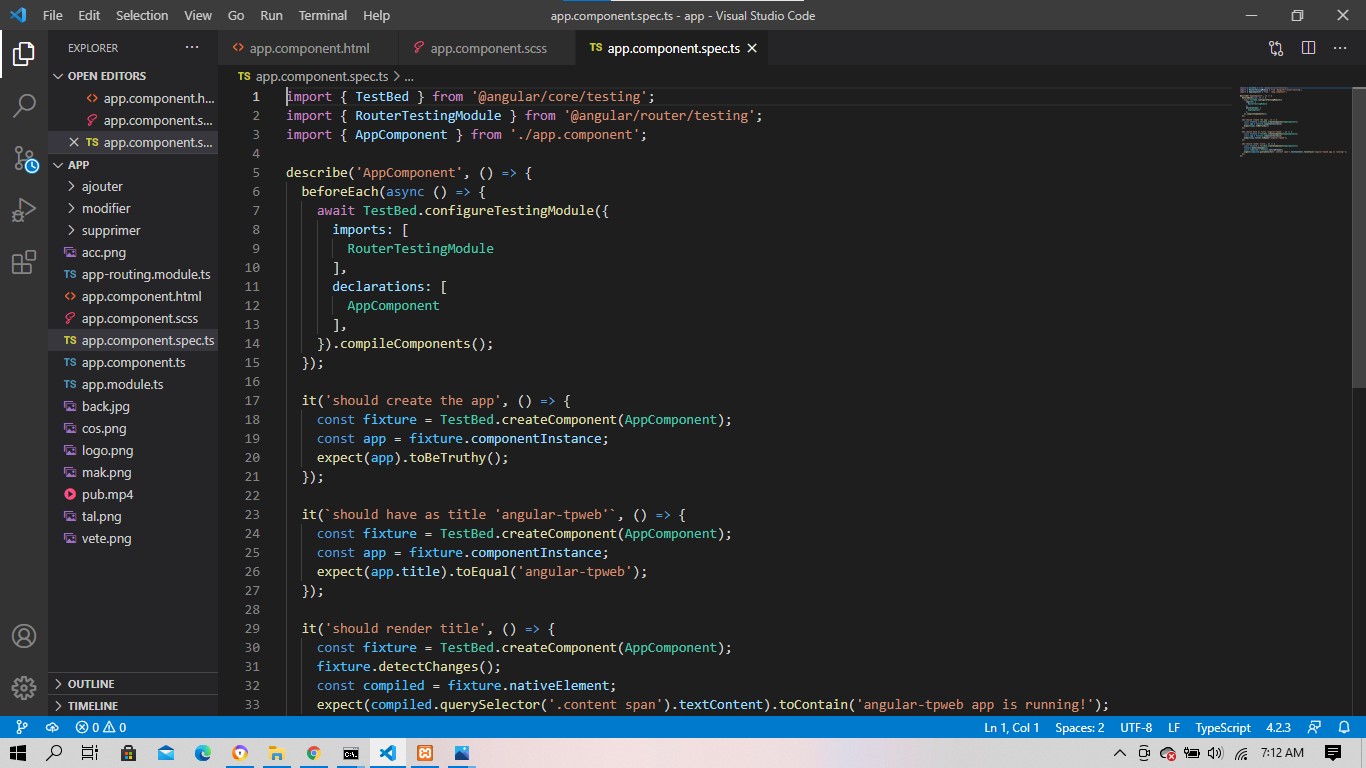 File Edit Selection View Go Run Terminal Help app.component.spec.ts - app - Visual Studio Code
EXPLORER
OPEN EDITORS
app.component.h...
app.component.s...
TS app.component.s...
APP
ajouter
modifier
supprimer
acc.png
TS app-routing.module.ts
app.component.html
app.component.scss
TS app.component.spec.ts
TS app.component.ts
TS app.module.ts
back.jpg
cos.png
logo.png
mak.png
pub.mp4
tal.png
vete.png
OUTLINE
TIMELINE
app.component.html app.component.scss TS app.component.spec.ts
TS app.component.spec.ts > ...
1 import { TestBed } from '@angular/core/testing';
2 import { RouterTestingModule } from '@angular/router/testing';
3 import { AppComponent } from './app.component';
4
5 describe('AppComponent', () => {
6 beforeEach(async () => {
7 await TestBed.configureTestingModule({
8 imports: [
9 RouterTestingModule
10 ],
11 declarations: [
12 AppComponent
13 ],
14 }).compileComponents();
15 });
16
17 it('should create the app', () => {
18 const fixture = TestBed.createComponent(AppComponent);
19 const app = fixture.componentInstance;
20 expect(app).toBeTruthy();
21 });
22
23 it(`should have as title 'angular-tpweb'`, () => {
24 const fixture = TestBed.createComponent(AppComponent);
25 const app = fixture.componentInstance;
26 expect(app.title).toEqual('angular-tpweb');
27 });
28
29 it('should render title', () => {
30 const fixture = TestBed.createComponent(AppComponent);
31 fixture.detectChanges();
32 const compiled = fixture.nativeElement;
33 expect(compiled.querySelector('.content span').textContent).toContain('angular-tpweb app is running!');
0 0 Ln 1, Col 1 Spaces: 2 UTF-8 LF TypeScript 4.2.3
7:12 AM